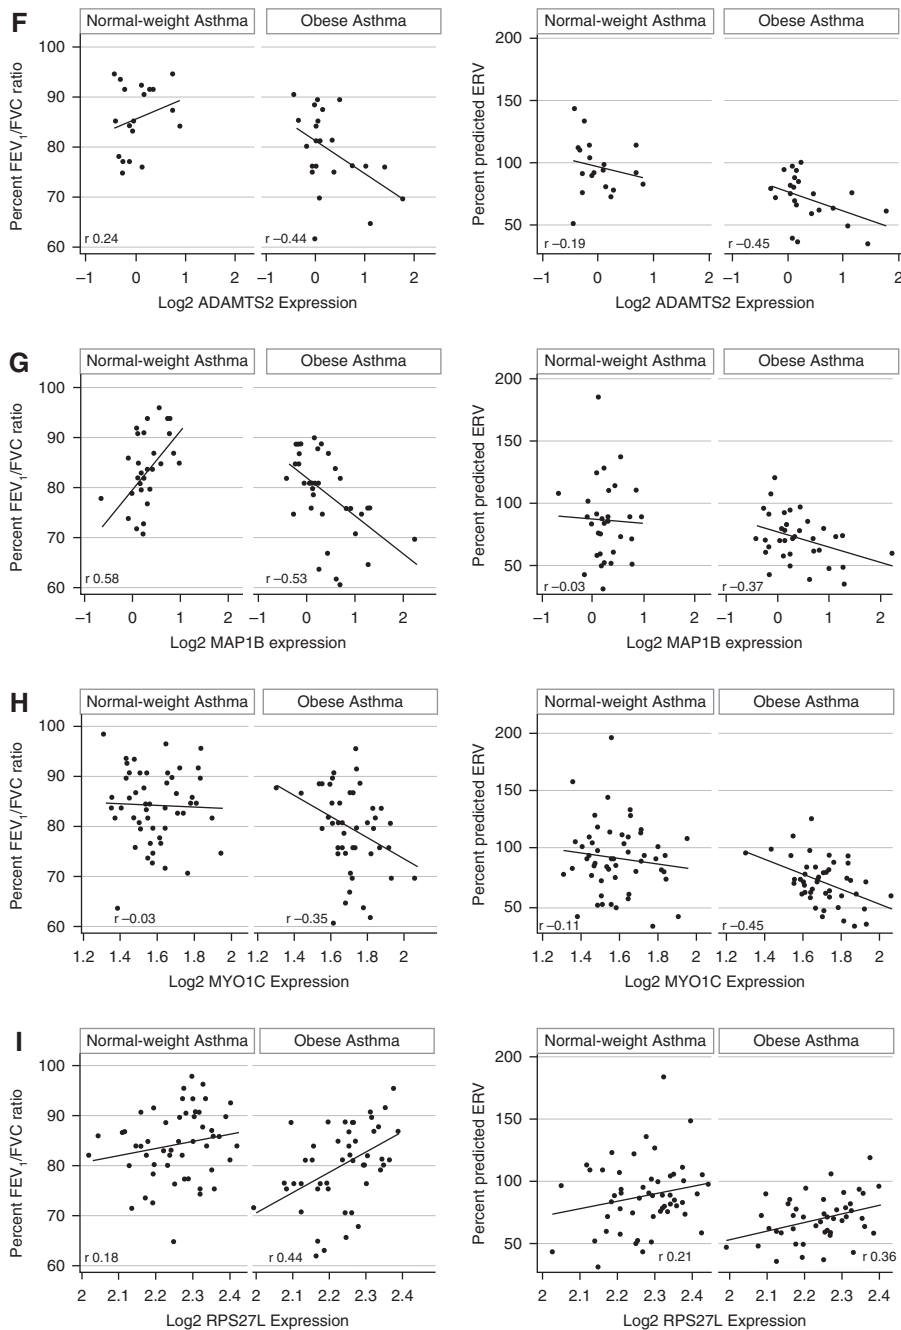 F
Normal-weight Asthma
Obese Asthma
Percent FEV1/FVC ratio
100
90
80
70
60
r 0.24
r −0.44
−1 0 1 2
−1 0 1 2
Log2 ADAMTS2 Expression
Normal-weight Asthma
Obese Asthma
Percent predicted ERV
200
150
100
50
r −0.19
r −0.45
−1 0 1 2
−1 0 1 2
Log2 ADAMTS2 Expression
G
Normal-weight Asthma
Obese Asthma
Percent FEV1/FVC ratio
100
90
80
70
60
r 0.58
r −0.53
−1 0 1 2
−1 0 1 2
Log2 MAP1B expression
Normal-weight Asthma
Obese Asthma
Percent predicted ERV
200
150
100
50
r −0.03
r −0.37
−1 0 1 2
−1 0 1 2
Log2 MAP1B Expression
H
Normal-weight Asthma
Obese Asthma
Percent FEV1/FVC ratio
100
90
80
70
60
r −0.03
r −0.35
1.2 1.4 1.6 1.8 2
1.2 1.4 1.6 1.8 2
Log2 MYO1C Expression
Normal-weight Asthma
Obese Asthma
Percent predicted ERV
200
150
100
50
r −0.11
r −0.45
1.2 1.4 1.6 1.8 2
1.2 1.4 1.6 1.8 2
Log2 MYO1C Expression
I
Normal-weight Asthma
Obese Asthma
Percent FEV1/FVC ratio
100
90
80
70
60
r 0.18
r 0.44
2 2.1 2.2 2.3 2.4
2 2.1 2.2 2.3 2.4
Log2 RPS27L Expression
Normal-weight Asthma
Obese Asthma
Percent predicted ERV
200
150
100
50
r 0.21
r 0.36
2 2.1 2.2 2.3 2.4
2 2.1 2.2 2.3 2.4
Log2 RPS27L Expression